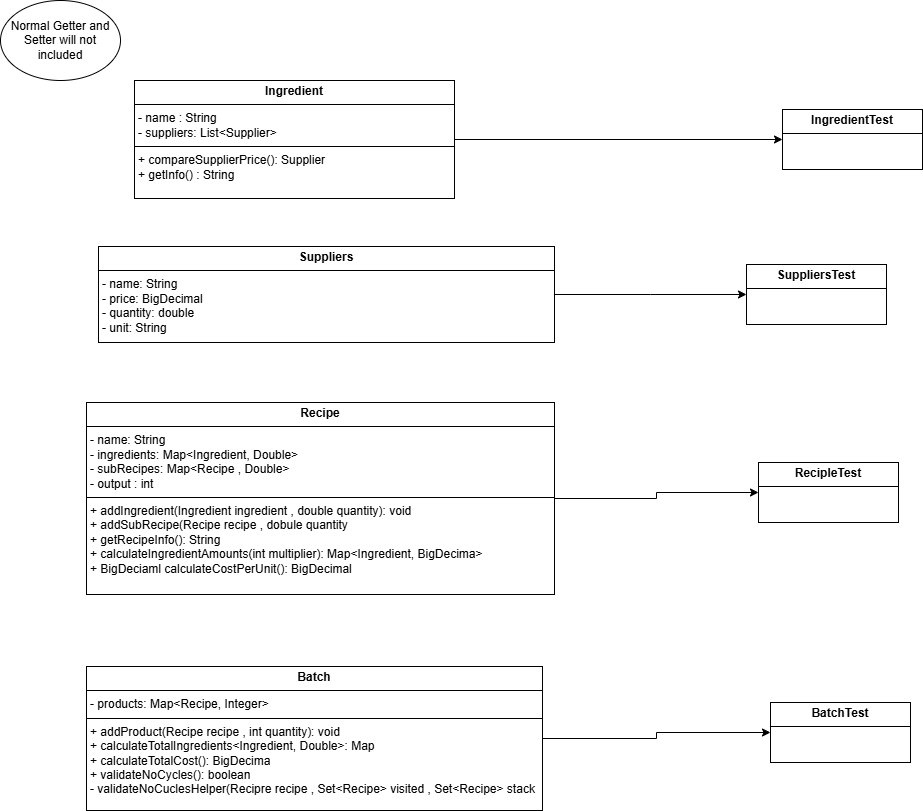 Normal Getter and
Setter will not
included
Ingredient
- name : String
- suppliers: List<Supplier>
+ compareSupplierPrice(): Supplier
+ getInfo() : String
IngredientTest
Suppliers
- name: String
- price: BigDecimal
- quantity: double
- unit: String
SuppliersTest
Recipe
- name: String
- ingredients: Map<Ingredient, Double>
- subRecipes: Map<Recipe , Double>
- output : int
+ addIngredient(Ingredient ingredient , double quantity): void
+ addSubRecipe(Recipe recipe , dobule quantity
+ getRecipeInfo(): String
+ calculateIngredientAmounts(int multiplier): Map<Ingredient, BigDecima>
+ BigDeciaml calculateCostPerUnit(): BigDecimal
RecipleTest
Batch
- products: Map<Recipe, Integer>
+ addProduct(Recipe recipe , int quantity): void
+ calculateTotalIngredients<Ingredient, Double>: Map
+ calculateTotalCost(): BigDecima
+ validateNoCycles(): boolean
- validateNoCuclesHelper(Recipre recipe , Set<Recipe> visited , Set<Recipe> stack
BatchTest